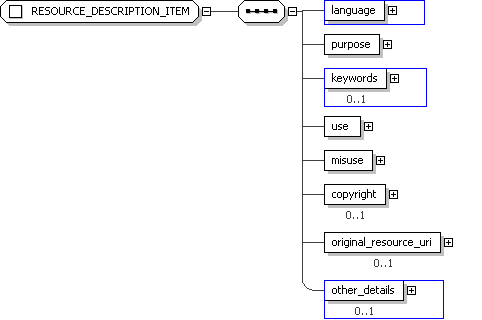 RESOURCE_DESCRIPTION_ITEM
language
purpose
keywords
0..1
use
misuse
copyright
0..1
original_resource_uri
0..1
other_details
0..1